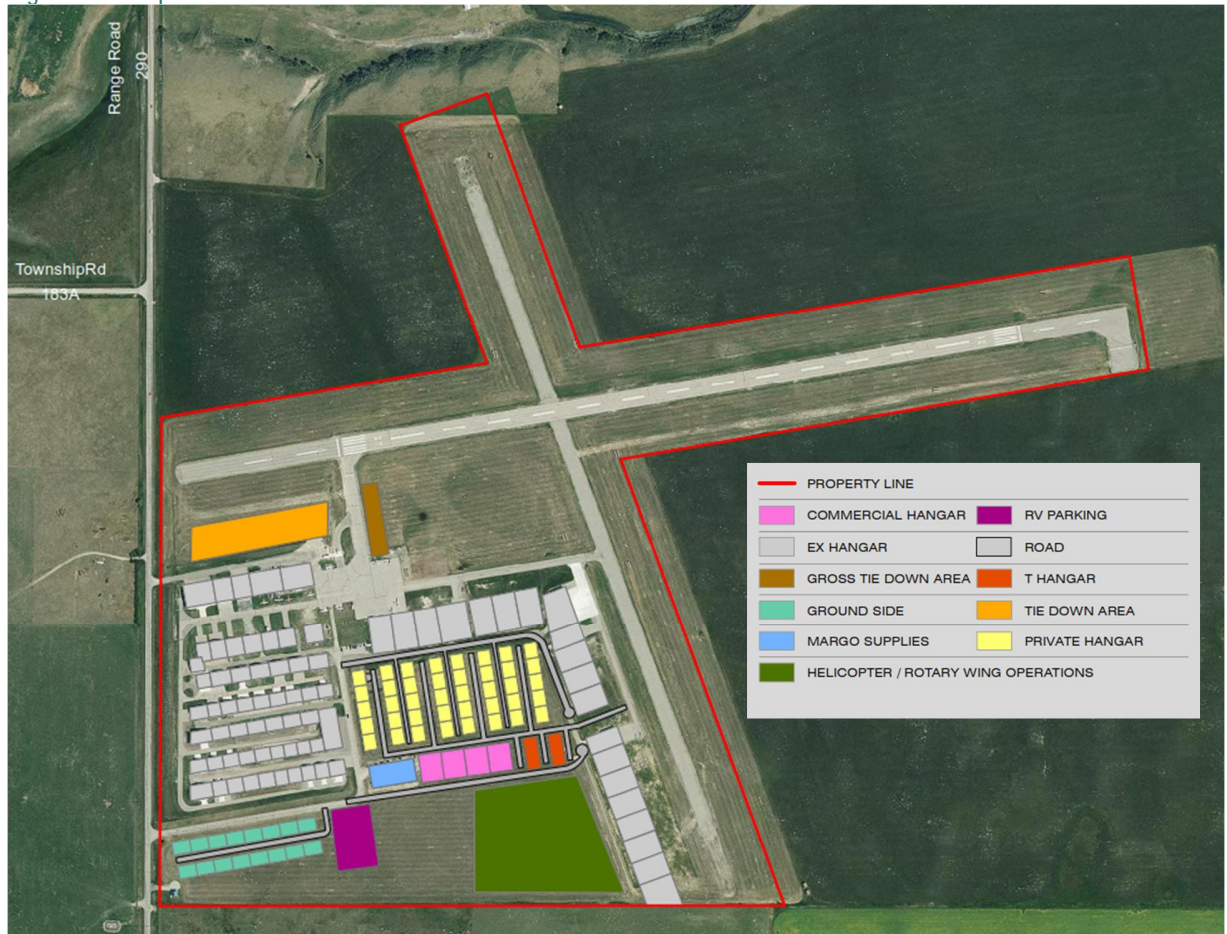 Range Road
290
TownshipRd
183A
PROPERTY LINE
COMMERCIAL HANGAR
RV PARKING
EX HANGAR
ROAD
GROSS TIE DOWN AREA
T HANGAR
GROUND SIDE
TIE DOWN AREA
MARGO SUPPLIES
PRIVATE HANGAR
HELICOPTER / ROTARY WING OPERATIONS